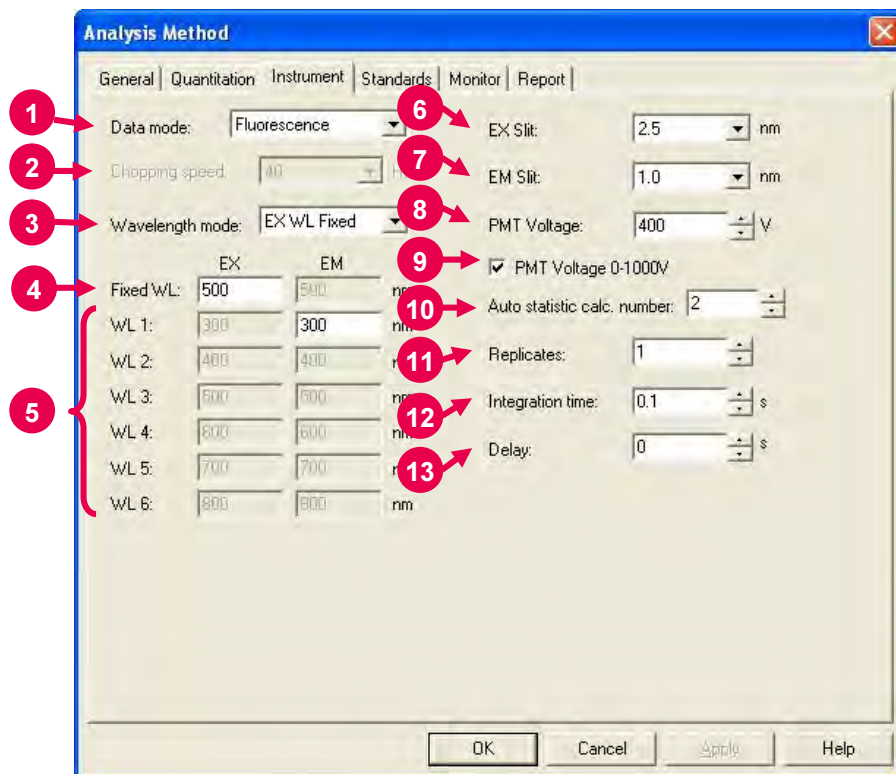 Analysis Method
General Quantitation Instrument Standards Monitor Report
1 Data mode: Fluorescence
2 Chopping speed: 40
3 Wavelength mode: EX WL Fixed
EX EM
4 Fixed WL: 500 500 nm
5
WL 1: 300 300 nm
WL 2: 400 400
WL 3: 500 500 nm
WL 4: 600 600 nm
WL 5: 700 700
WL 6: 800 800 nm
6 EX Slit: 2.5 nm
7 EM Slit: 1.0 nm
8 PMT Voltage: 400 V
9 PMT Voltage 0-1000V
10 Auto statistic calc. number: 2
11 Replicates: 1
12 Integration time: 0.1 s
13 Delay: 0 s
OK Cancel Apply Help